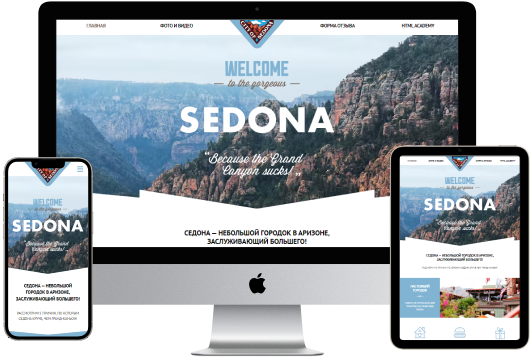 ГЛАВНАЯ
ФОТО И ВИДЕО
ФОРМА ОТЗЫВА
HTML ACADEMY
WELCOME
to the gorgeous
SEDONA
“Because the Grand
Canyon sucks!„
СЕДОНА — НЕБОЛЬШОЙ ГОРОДОК В АРИЗОНЕ,
ЗАСЛУЖИВАЮЩИЙ БОЛЬШЕГО!
WELCOME
to the gorgeous
SEDONA
“Because the Grand
Canyon sucks!„
СЕДОНА — НЕБОЛЬШОЙ
ГОРОДОК В АРИЗОНЕ,
ЗАСЛУЖИВАЮЩИЙ БОЛЬШЕГО!
WELCOME
to the gorgeous
SEDONA
“Because the Grand
Canyon sucks!„
СЕДОНА — НЕБОЛЬШОЙ ГОРОДОК В АРИЗОНЕ,
ЗАСЛУЖИВАЮЩИЙ БОЛЬШЕГО!
НАСТОЯЩИЙ
ГОРОДОК